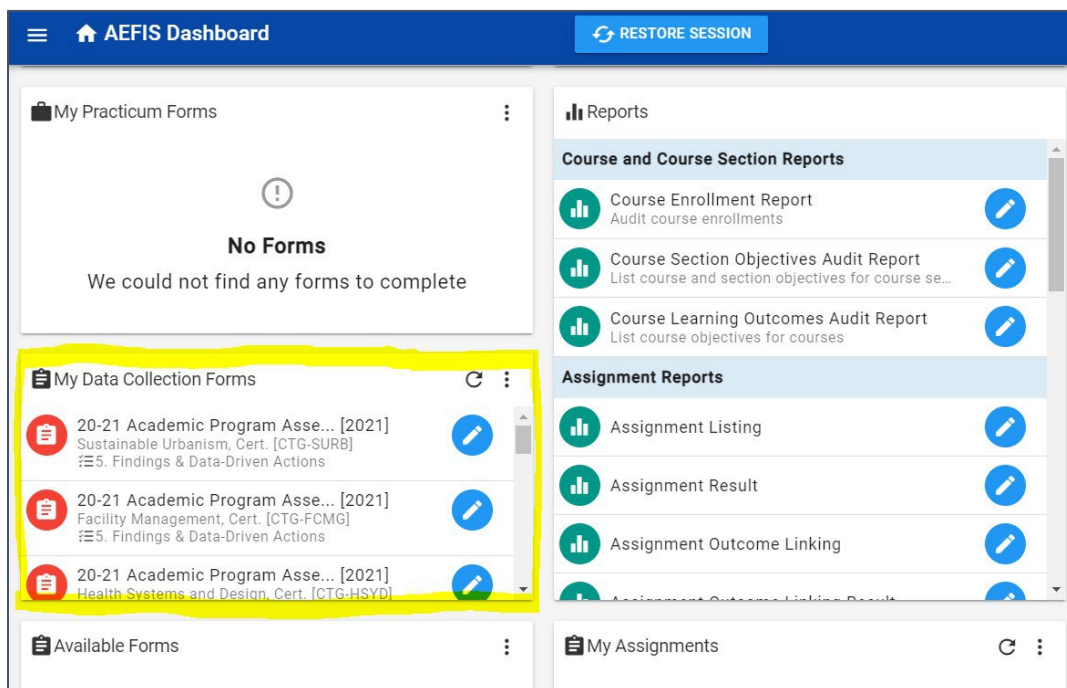 AEFIS Dashboard
RESTORE SESSION
My Practicum Forms
No Forms
We could not find any forms to complete
My Data Collection Forms
20-21 Academic Program Asse... [2021]
Sustainable Urbanism, Cert. [CTG-SURB]
5. Findings & Data-Driven Actions
20-21 Academic Program Asse... [2021]
Facility Management, Cert. [CTG-FCMG]
5. Findings & Data-Driven Actions
20-21 Academic Program Asse... [2021]
Health Systems and Design, Cert. [CTG-HSYD]
Available Forms
Reports
Course and Course Section Reports
Course Enrollment Report
Audit course enrollments
Course Section Objectives Audit Report
List course and section objectives for course se...
Course Learning Outcomes Audit Report
List course objectives for courses
Assignment Reports
Assignment Listing
Assignment Result
Assignment Outcome Linking
Assignment Outcome Linking Result
My Assignments